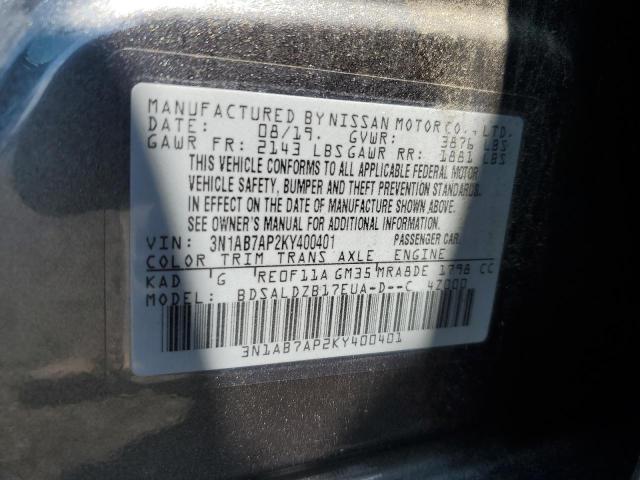 MANUFACTURED BY NISSAN MOTOR CO., LTD.
DATE: 08/19. GVWR: 3876 LBS
GAWR FR: 2143 LBS GAWR RR: 1881 LBS
THIS VEHICLE CONFORMS TO ALL APPLICABLE FEDERAL MOTOR
VEHICLE SAFETY, BUMPER AND THEFT PREVENTION STANDARDS
IN EFFECT ON THE DATE OF MANUFACTURE SHOWN ABOVE.
SEE OWNER'S MANUAL FOR ADDITIONAL INFORMATION.
VIN: 3N1AB7AP2KY400401 PASSENGER CAR
COLOR TRIM TRANS AXLE ENGINE
KAD G RE0F11A GM35 MRA8DE 1798 CC
MODEL: BDSALDZB17EUA-D--C 4Z000
3N1AB7AP2KY400401